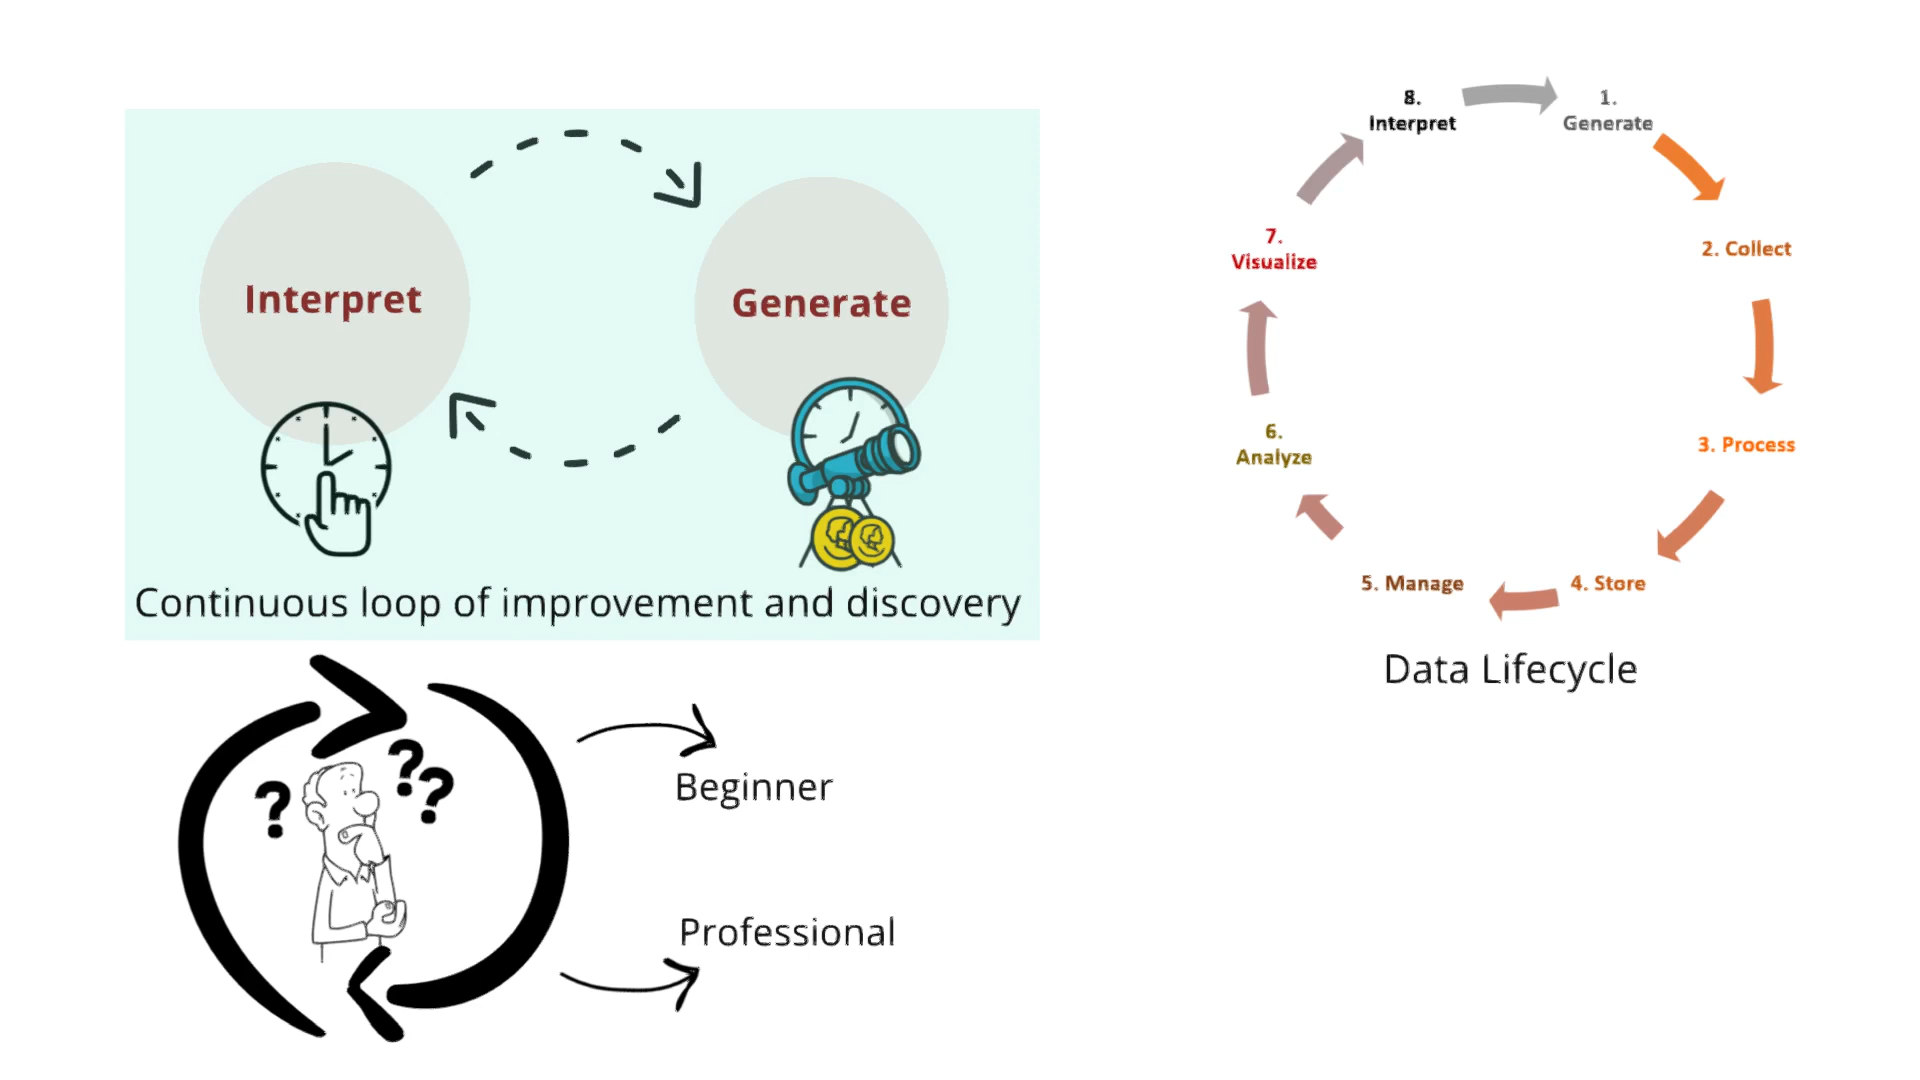 Interpret
Generate
Continuous loop of improvement and discovery
8.
Interpret
1.
Generate
2. Collect
3. Process
4. Store
5. Manage
6.
Analyze
7.
Visualize
Data Lifecycle
? ??
Beginner
Professional